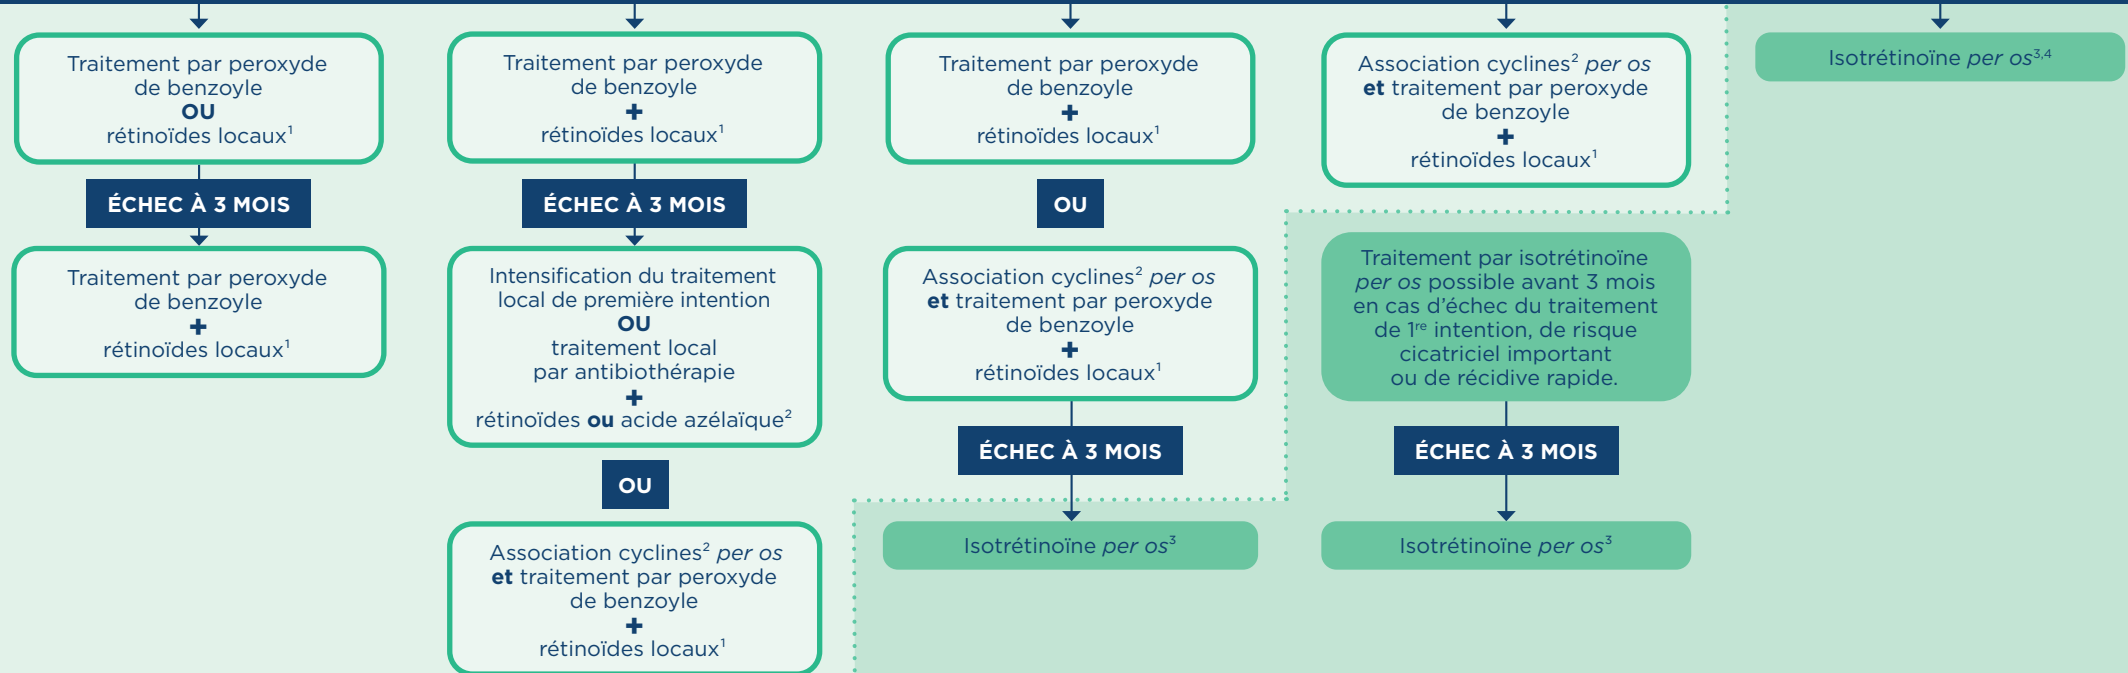 Traitement par peroxyde
de benzoyle
OU
rétinoïdes locaux¹
ÉCHEC À 3 MOIS
Traitement par peroxyde
de benzoyle
+
rétinoïdes locaux¹
Traitement par peroxyde
de benzoyle
+
rétinoïdes locaux¹
ÉCHEC À 3 MOIS
Intensification du traitement
local de première intention
OU
traitement local
par antibiothérapie
+
rétinoïdes ou acide azélaïque²
OU
Association cyclines² per os
et traitement par peroxyde
de benzoyle
+
rétinoïdes locaux¹
Traitement par peroxyde
de benzoyle
+
rétinoïdes locaux¹
OU
Association cyclines² per os
et traitement par peroxyde
de benzoyle
+
rétinoïdes locaux¹
ÉCHEC À 3 MOIS
Isotrétinoïne per os³
Association cyclines² per os
et traitement par peroxyde
de benzoyle
+
rétinoïdes locaux¹
Traitement par isotrétinoïne
per os possible avant 3 mois
en cas d’échec du traitement
de 1re intention, de risque
cicatriciel important
ou de récidive rapide.
ÉCHEC À 3 MOIS
Isotrétinoïne per os³
Isotrétinoïne per os³,⁴